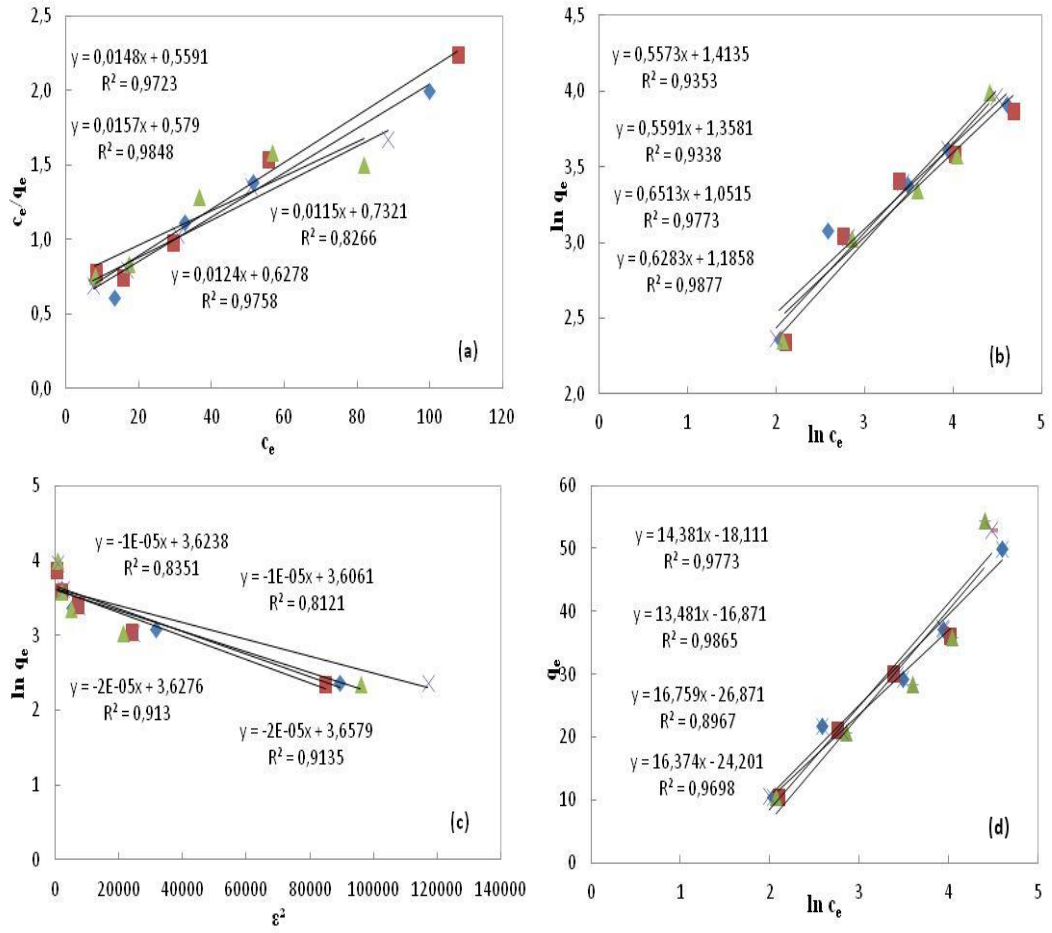 2,5
2,0
1,5
1,0
0,5
0,0
cₑ/qₑ
y = 0,0148x + 0,5591
R² = 0,9723
y = 0,0157x + 0,579
R² = 0,9848
y = 0,0115x + 0,7321
R² = 0,8266
y = 0,0124x + 0,6278
R² = 0,9758
(a)
0 20 40 60 80 100 120
cₑ
4,5
4,0
3,5
3,0
2,5
2,0
ln qₑ
y = 0,5573x + 1,4135
R² = 0,9353
y = 0,5591x + 1,3581
R² = 0,9338
y = 0,6513x + 1,0515
R² = 0,9773
y = 0,6283x + 1,1858
R² = 0,9877
(b)
0 1 2 3 4 5
ln cₑ
5
4
3
2
1
0
ln qₑ
y = -1E-05x + 3,6238
R² = 0,8351
y = -1E-05x + 3,6061
R² = 0,8121
y = -2E-05x + 3,6276
R² = 0,913
y = -2E-05x + 3,6579
R² = 0,9135
(c)
0 20000 40000 60000 80000 100000 120000 140000
ε²
60
50
40
30
20
10
0
qₑ
y = 14,381x - 18,111
R² = 0,9773
y = 13,481x - 16,871
R² = 0,9865
y = 16,759x - 26,871
R² = 0,8967
y = 16,374x - 24,201
R² = 0,9698
(d)
0 1 2 3 4 5
ln cₑ